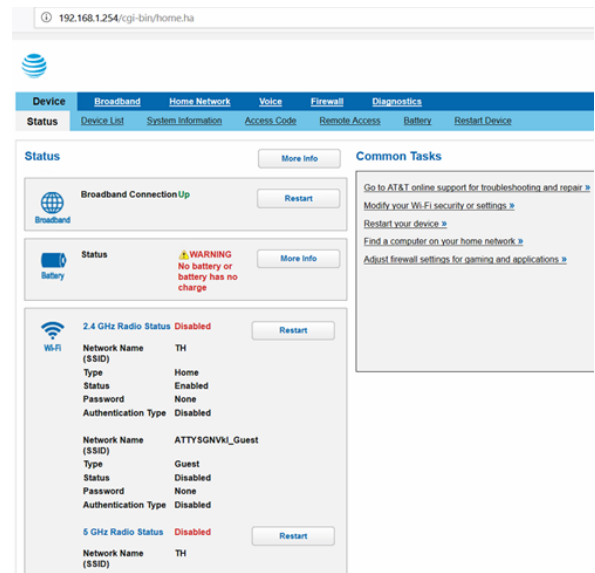 192.168.1.254/cgi-bin/home.ha
Device Broadband Home Network Voice Firewall Diagnostics
Status Device List System Information Access Code Remote Access Battery Restart Device
Status More Info
Broadband
Broadband Connection Up Restart
Battery
Status WARNING
No battery or
battery has no
charge
More Info
Wi-Fi
2.4 GHz Radio Status Disabled Restart
Network Name TH
(SSID)
Type Home
Status Enabled
Password None
Authentication Type Disabled
Network Name ATTYSGNVkI_Guest
(SSID)
Type Guest
Status Disabled
Password None
Authentication Type Disabled
5 GHz Radio Status Disabled Restart
Network Name TH
(SSID)
Common Tasks
Go to AT&T online support for troubleshooting and repair »
Modify your Wi-Fi security or settings »
Restart your device »
Find a computer on your home network »
Adjust firewall settings for gaming and applications »